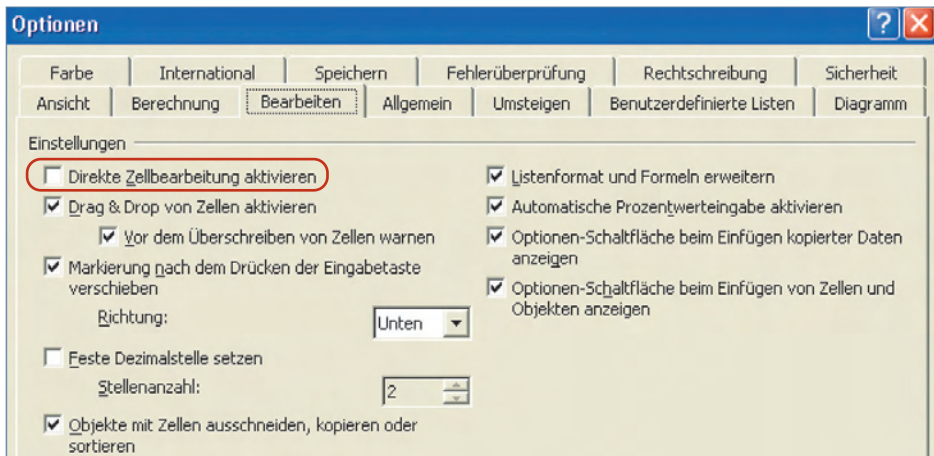 Optionen
Farbe International Speichern Fehlerüberprüfung Rechtschreibung Sicherheit
Ansicht Berechnung Bearbeiten Allgemein Umsteigen Benutzerdefinierte Listen Diagramm
Einstellungen
Direkte Zellbearbeitung aktivieren
Drag & Drop von Zellen aktivieren
Vor dem Überschreiben von Zellen warnen
Markierung nach dem Drücken der Eingabetaste
verschieben
Richtung: Unten
Feste Dezimalstelle setzen
Stellenanzahl: 2
Objekte mit Zellen ausschneiden, kopieren oder
sortieren
Listenformat und Formeln erweitern
Automatische Prozentwerteingabe aktivieren
Optionen-Schaltfläche beim Einfügen kopierter Daten
anzeigen
Optionen-Schaltfläche beim Einfügen von Zellen und
Objekten anzeigen